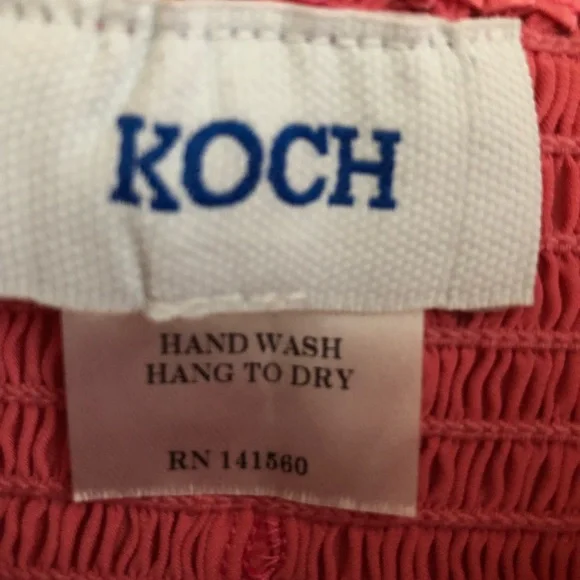 KOCH
HAND WASH
HANG TO DRY
RN 141560